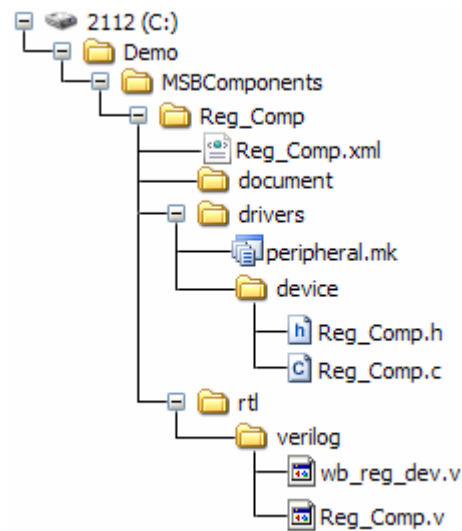 2112 (C:)
Demo
MSBComponents
Reg_Comp
Reg_Comp.xml
document
drivers
peripheral.mk
device
Reg_Comp.h
Reg_Comp.c
rtl
verilog
wb_reg_dev.v
Reg_Comp.v